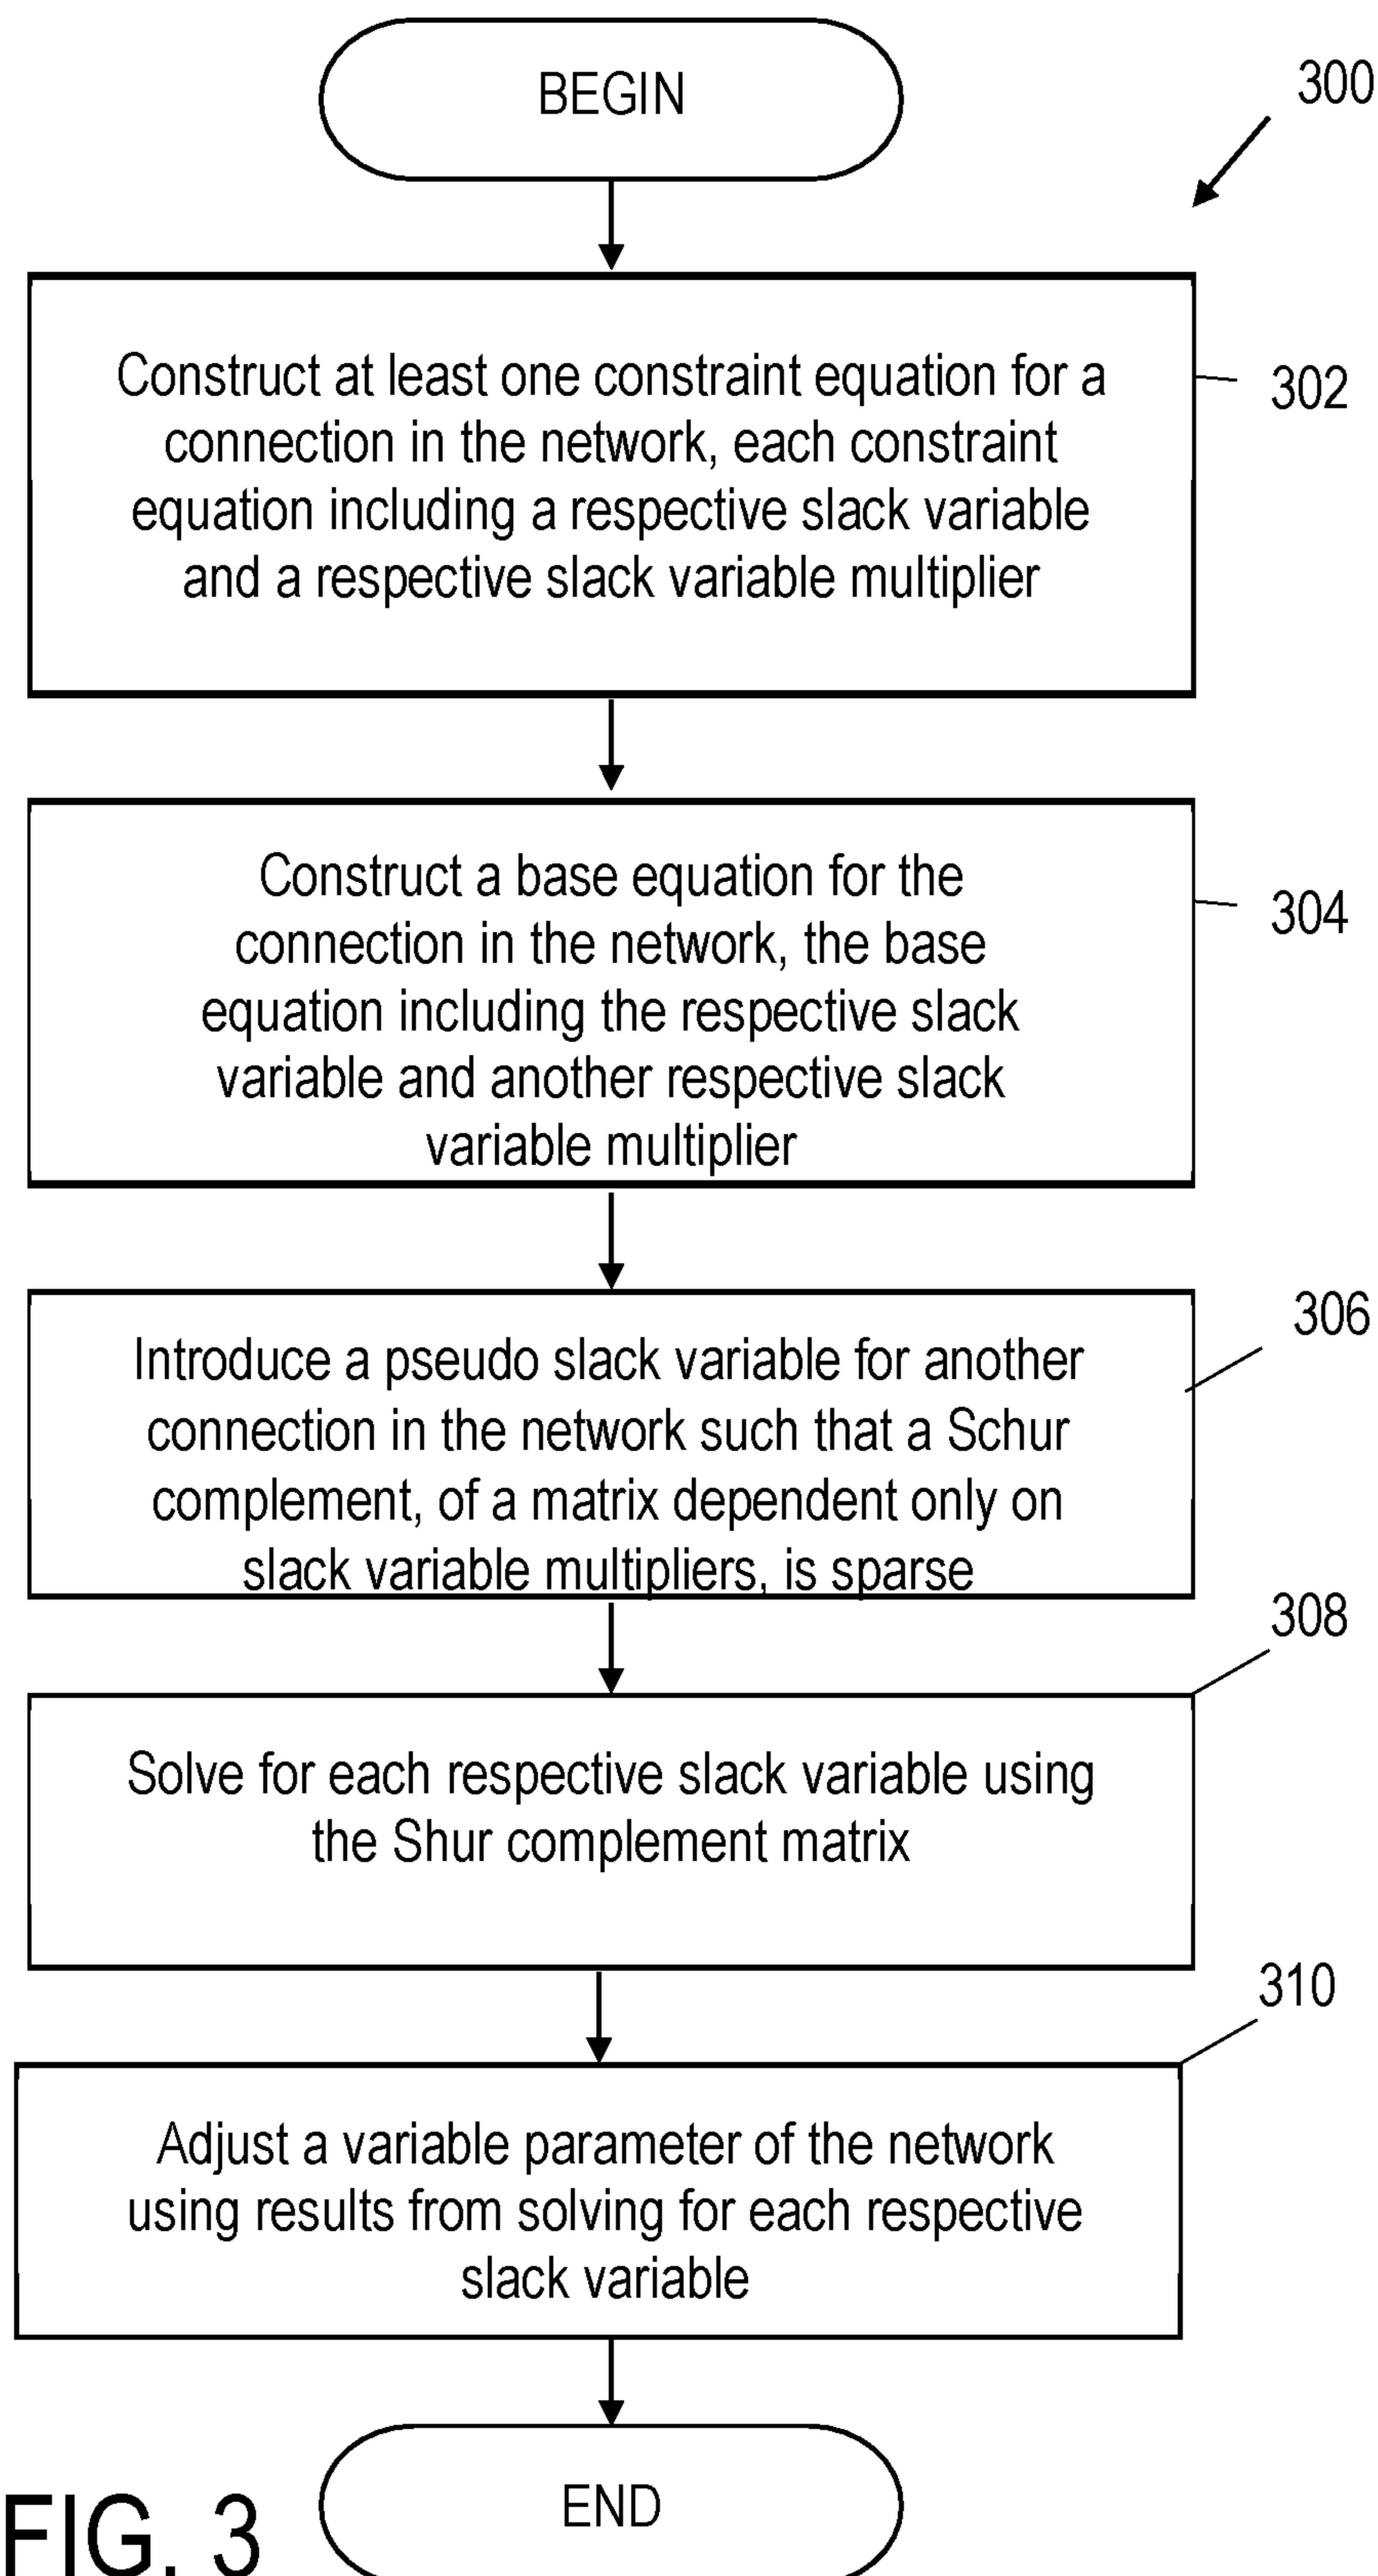 BEGIN
300
Construct at least one constraint equation for a
connection in the network, each constraint
equation including a respective slack variable
and a respective slack variable multiplier
302
Construct a base equation for the
connection in the network, the base
equation including the respective slack
variable and another respective slack
variable multiplier
304
Introduce a pseudo slack variable for another
connection in the network such that a Schur
complement, of a matrix dependent only on
slack variable multipliers, is sparse
306
Solve for each respective slack variable using
the Shur complement matrix
308
Adjust a variable parameter of the network
using results from solving for each respective
slack variable
310
END
FIG. 3